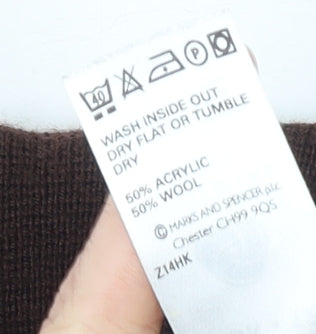 40 P
WASH INSIDE OUT
DRY FLAT OR TUMBLE
DRY
50% ACRYLIC
50% WOOL
© MARKS AND SPENCER plc
Chester CH99 9QS
Z14HK